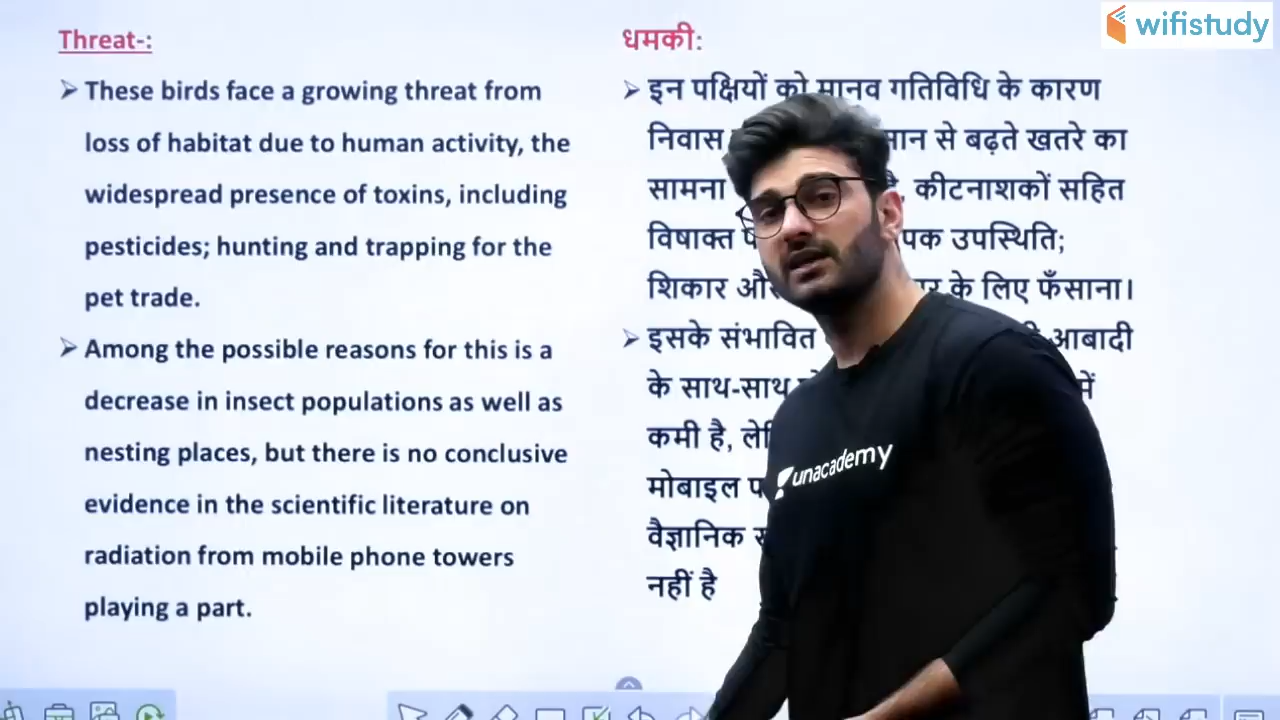 wifistudy
Threat-:
These birds face a growing threat from
loss of habitat due to human activity, the
widespread presence of toxins, including
pesticides; hunting and trapping for the
pet trade.
Among the possible reasons for this is a
decrease in insect populations as well as
nesting places, but there is no conclusive
evidence in the scientific literature on
radiation from mobile phone towers
playing a part.
धमकी:
इन पक्षियों को मानव गतिविधि के कारण
निवास से बढ़ते खतरे का
सामना कीटनाशकों सहित
विषाक्त उपस्थिति;
शिकार के लिए फँसाना।
इसके संभावित आबादी
के साथ-साथ में
कमी है,
मोबाइल
वैज्ञानिक
नहीं है
unacademy